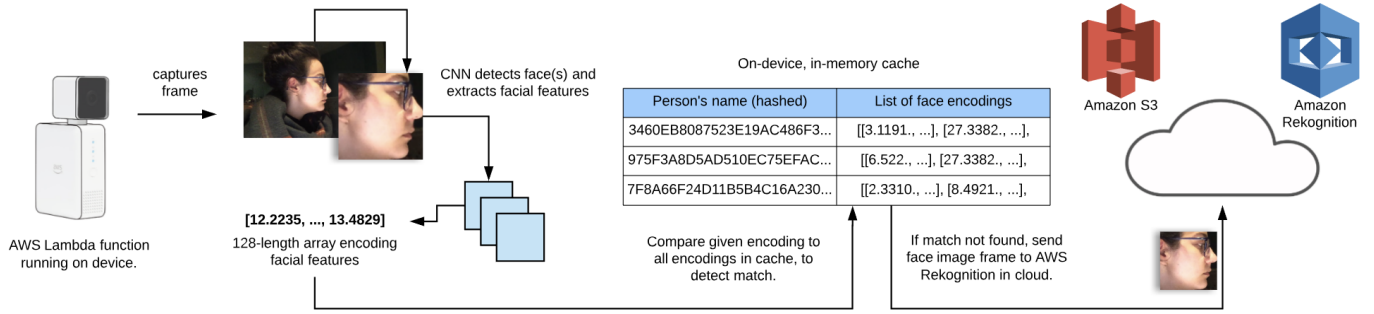 captures
frame
AWS Lambda function
running on device.
CNN detects face(s) and
extracts facial features
[12.2235, ..., 13.4829]
128-length array encoding
facial features
On-device, in-memory cache
Person's name (hashed) List of face encodings
3460EB8087523E19AC486F3... [[3.1191., ...], [27.3382., ...],
975F3A8D5AD510EC75EFAC... [[6.522., ...], [27.3382., ...],
7F8A66F24D11B5B4C16A230... [[2.3310., ...], [8.4921., ...],
Compare given encoding to
all encodings in cache, to
detect match.
If match not found, send
face image frame to AWS
Rekognition in cloud.
Amazon S3
Amazon
Rekognition